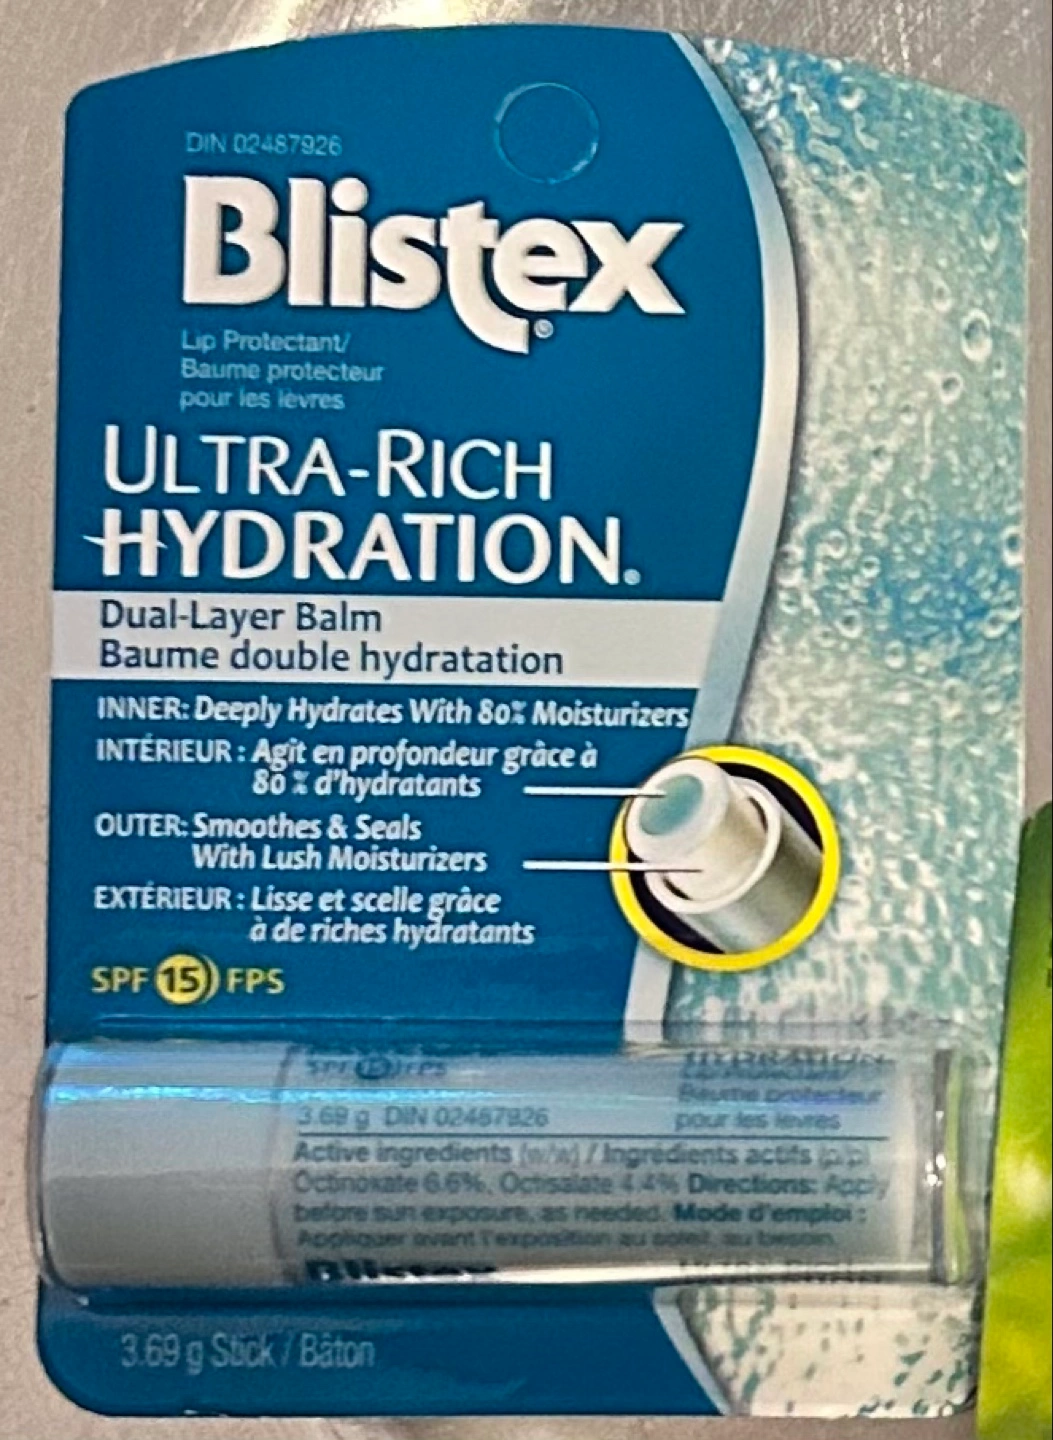 DIN 02487926
Blistex®
Lip Protectant/
Baume protecteur
pour les lèvres
ULTRA-RICH
HYDRATION®
Dual-Layer Balm
Baume double hydratation
INNER: Deeply Hydrates With 80% Moisturizers
INTÉRIEUR : Agit en profondeur grâce à
80 % d'hydratants
OUTER: Smoothes & Seals
With Lush Moisturizers
EXTÉRIEUR : Lisse et scelle grâce
à de riches hydratants
SPF 15 FPS
SPF 15 FPS
HYDRATION
Baume protecteur
3.69 g DIN 02487926
pour les lèvres
Active ingredients (w/w) / Ingrédients actifs (p/p)
Octinoxate 6.6%, Octisalate 4.4% Directions: Apply
before sun exposure, as needed. Mode d'emploi :
Appliquer avant l'exposition au soleil, au besoin.
Blistex
3.69 g Stick / Bâton